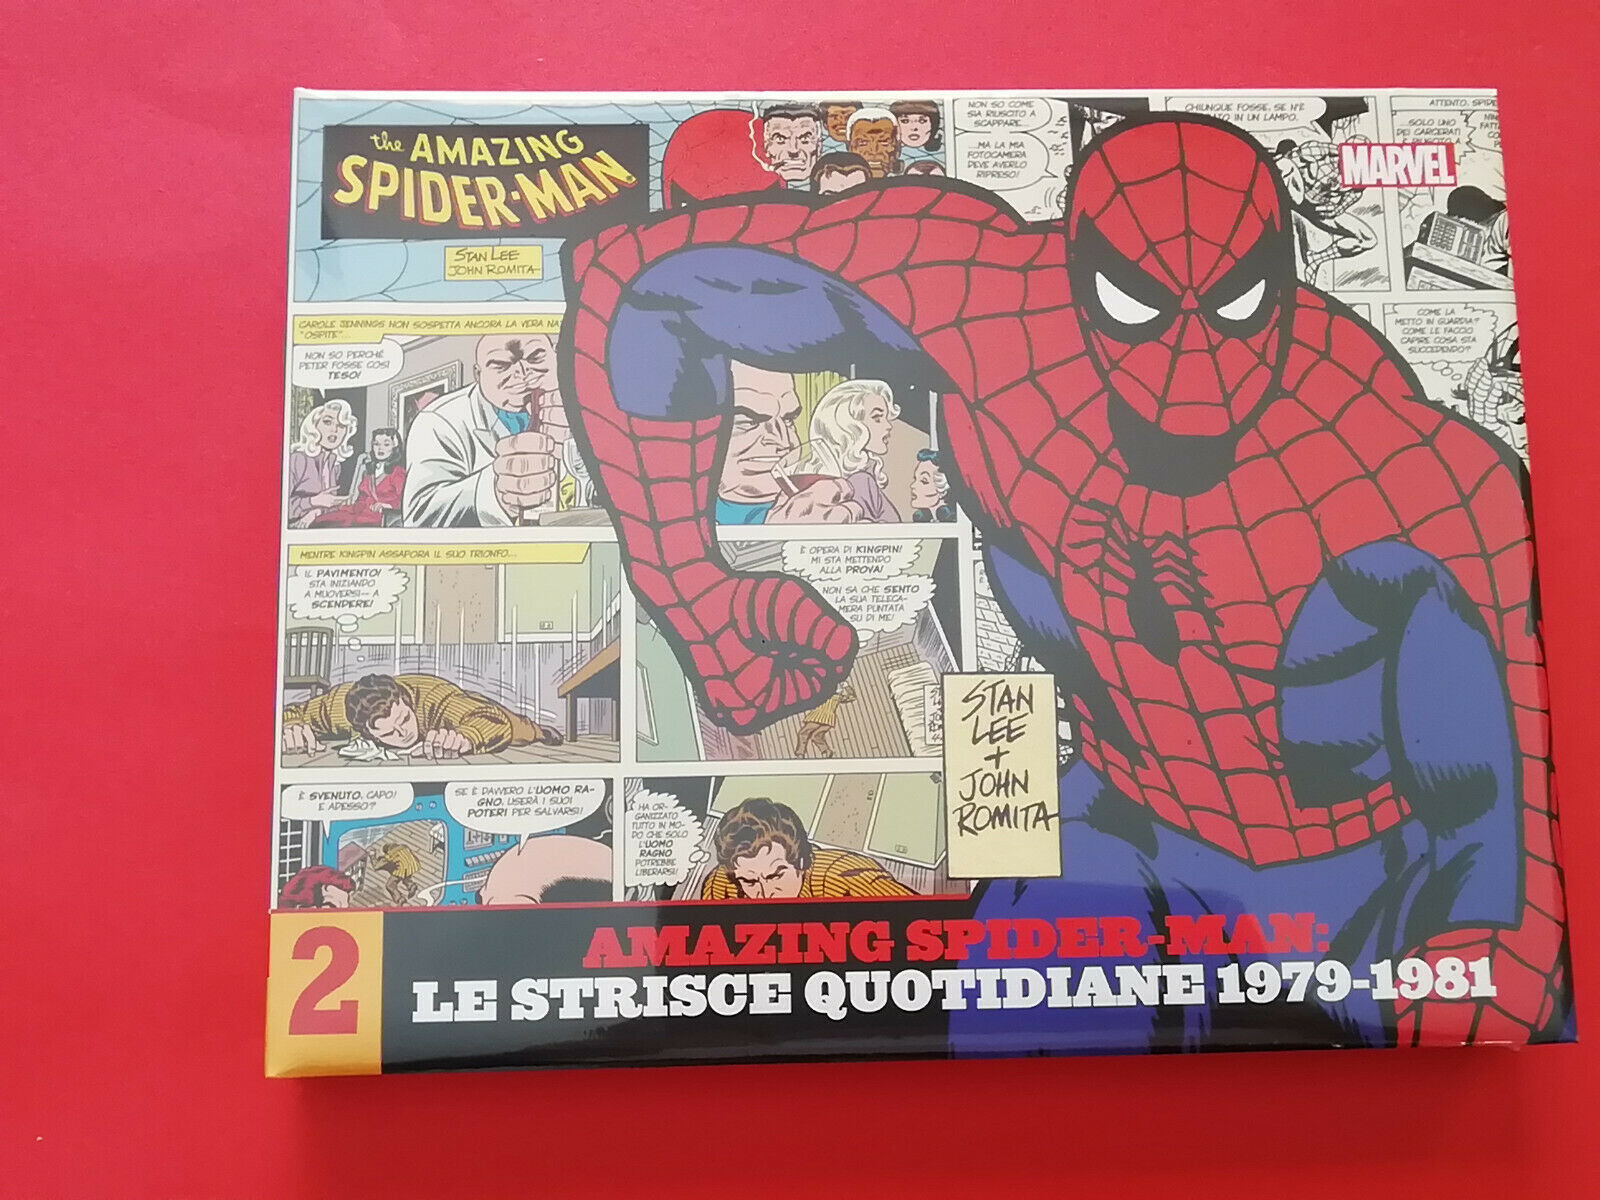 the AMAZING
SPIDER-MAN
STAN LEE
JOHN ROMITA
NON SO COME
SIA RIUSCITO A
SCAPPARE...
...MA LA MIA
FOTOCAMERA
DEVE AVERLO
RIPRESO!
CHIUNQUE FOSSE, SE N'È
IN UN LAMPO.
ATTENTO,
...SOLO UNO
DEI CARCERATI
MARVEL
COME LA
METTO IN GUARDIA?
COME LE FACCIO
CAPIRE COSA STA
SUCCEDENDO?
CAROLE JENNINGS NON SOSPETTA ANCORA LA VERA
"OSPITE"...
NON SO PERCHÉ
PETER FOSSE COSÌ
TESO!
MENTRE KINGPIN ASSAPORA IL SUO TRIONFO...
IL PAVIMENTO!
STA INIZIANDO
A MUOVERSI-- A
SCENDERE!
È OPERA DI KINGPIN!
MI STA METTENDO
ALLA PROVA!
NON SA CHE SENTO
LA SUA TELECA-
MERA PUNTATA
SU DI ME!
È SVENUTO, CAPO!
E ADESSO?
SE È DAVVERO L'UOMO RA-
GNO, USERÀ I SUOI
POTERI PER SALVARSI!
HA OR-
GANIZZATO
TUTTO IN MO-
DO CHE SOLO
L'UOMO
RAGNO
POTREBBE
LIBERARSI!
STAN
LEE
+
JOHN
ROMITA
2
AMAZING SPIDER-MAN:
LE STRISCE QUOTIDIANE 1979-1981